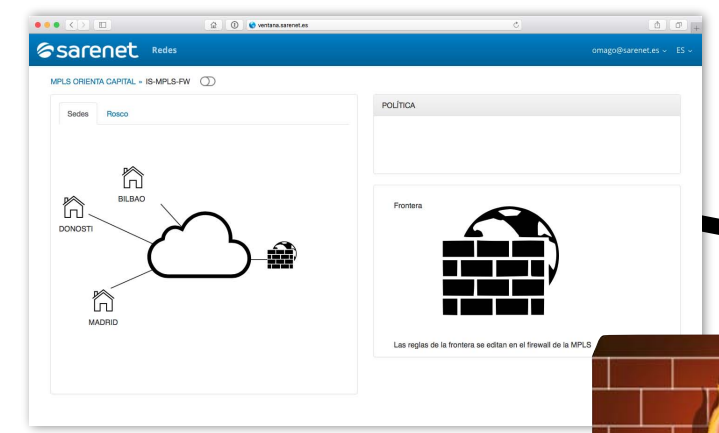 ventana.sarenet.es
sarenet Redes omago@sarenet.es ES
MPLS ORIENTA CAPITAL » IS-MPLS-FW
Sedes Rosco
BILBAO
DONOSTI
MADRID
POLÍTICA
Frontera
Las reglas de la frontera se editan en el firewall de la MPLS